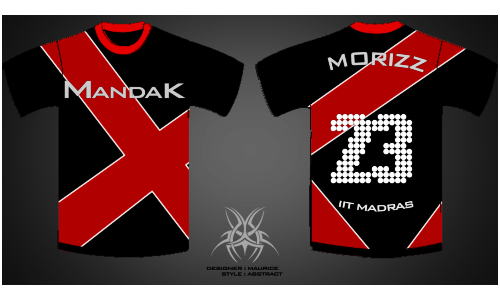 MANDAK
MORIZZ
23
IIT MADRAS
DESIGNER : MAURICE
STYLE : ABSTRACT